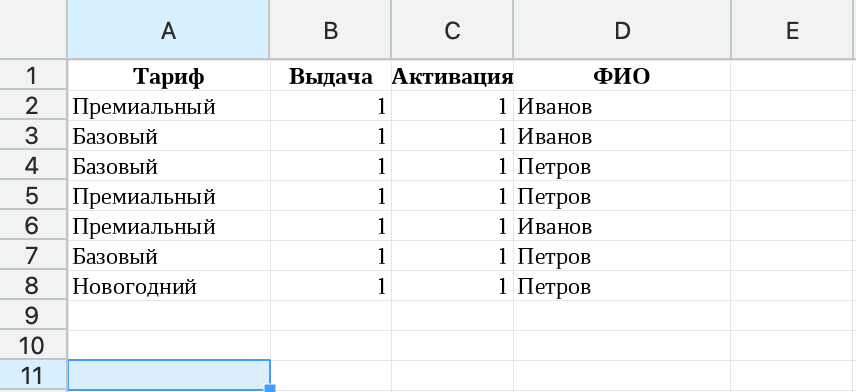 A B C D E
1 Тариф Выдача Активация ФИО
2 Премиальный 1 1 Иванов
3 Базовый 1 1 Иванов
4 Базовый 1 1 Петров
5 Премиальный 1 1 Петров
6 Премиальный 1 1 Иванов
7 Базовый 1 1 Петров
8 Новогодний 1 1 Петров
9
10
11